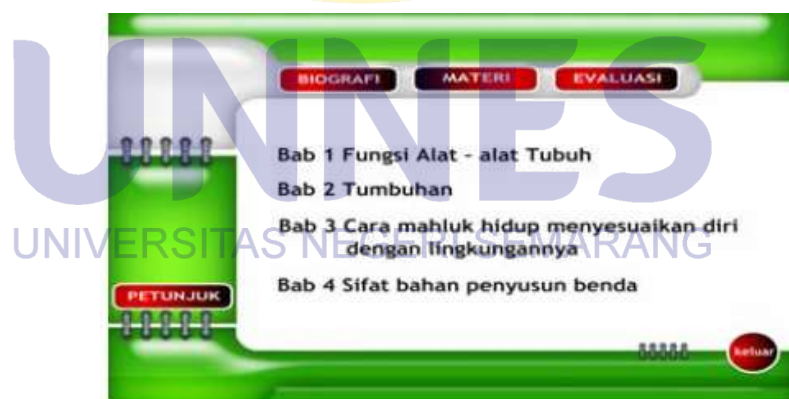 UNNES
UNIVERSITAS NEGERI SEMARANG
BIOGRAFI MATERI EVALUASI
Bab 1 Fungsi Alat - alat Tubuh
Bab 2 Tumbuhan
Bab 3 Cara mahluk hidup menyesuaikan diri
dengan lingkungannya
Bab 4 Sifat bahan penyusun benda
PETUNJUK
keluar